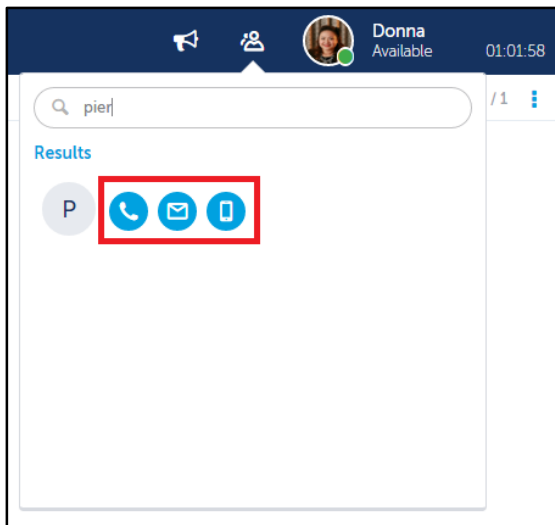 Donna
Available
01:01:58
/ 1
pier
Results
P